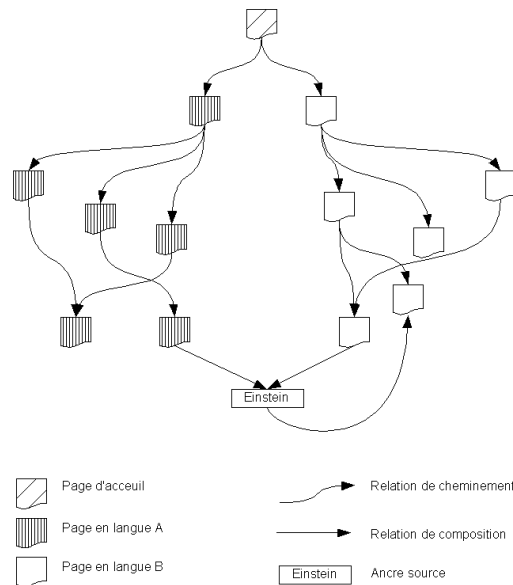 Einstein
Page d'acceuil
Relation de cheminement
Page en langue A
Relation de composition
Page en langue B
Einstein
Ancre source